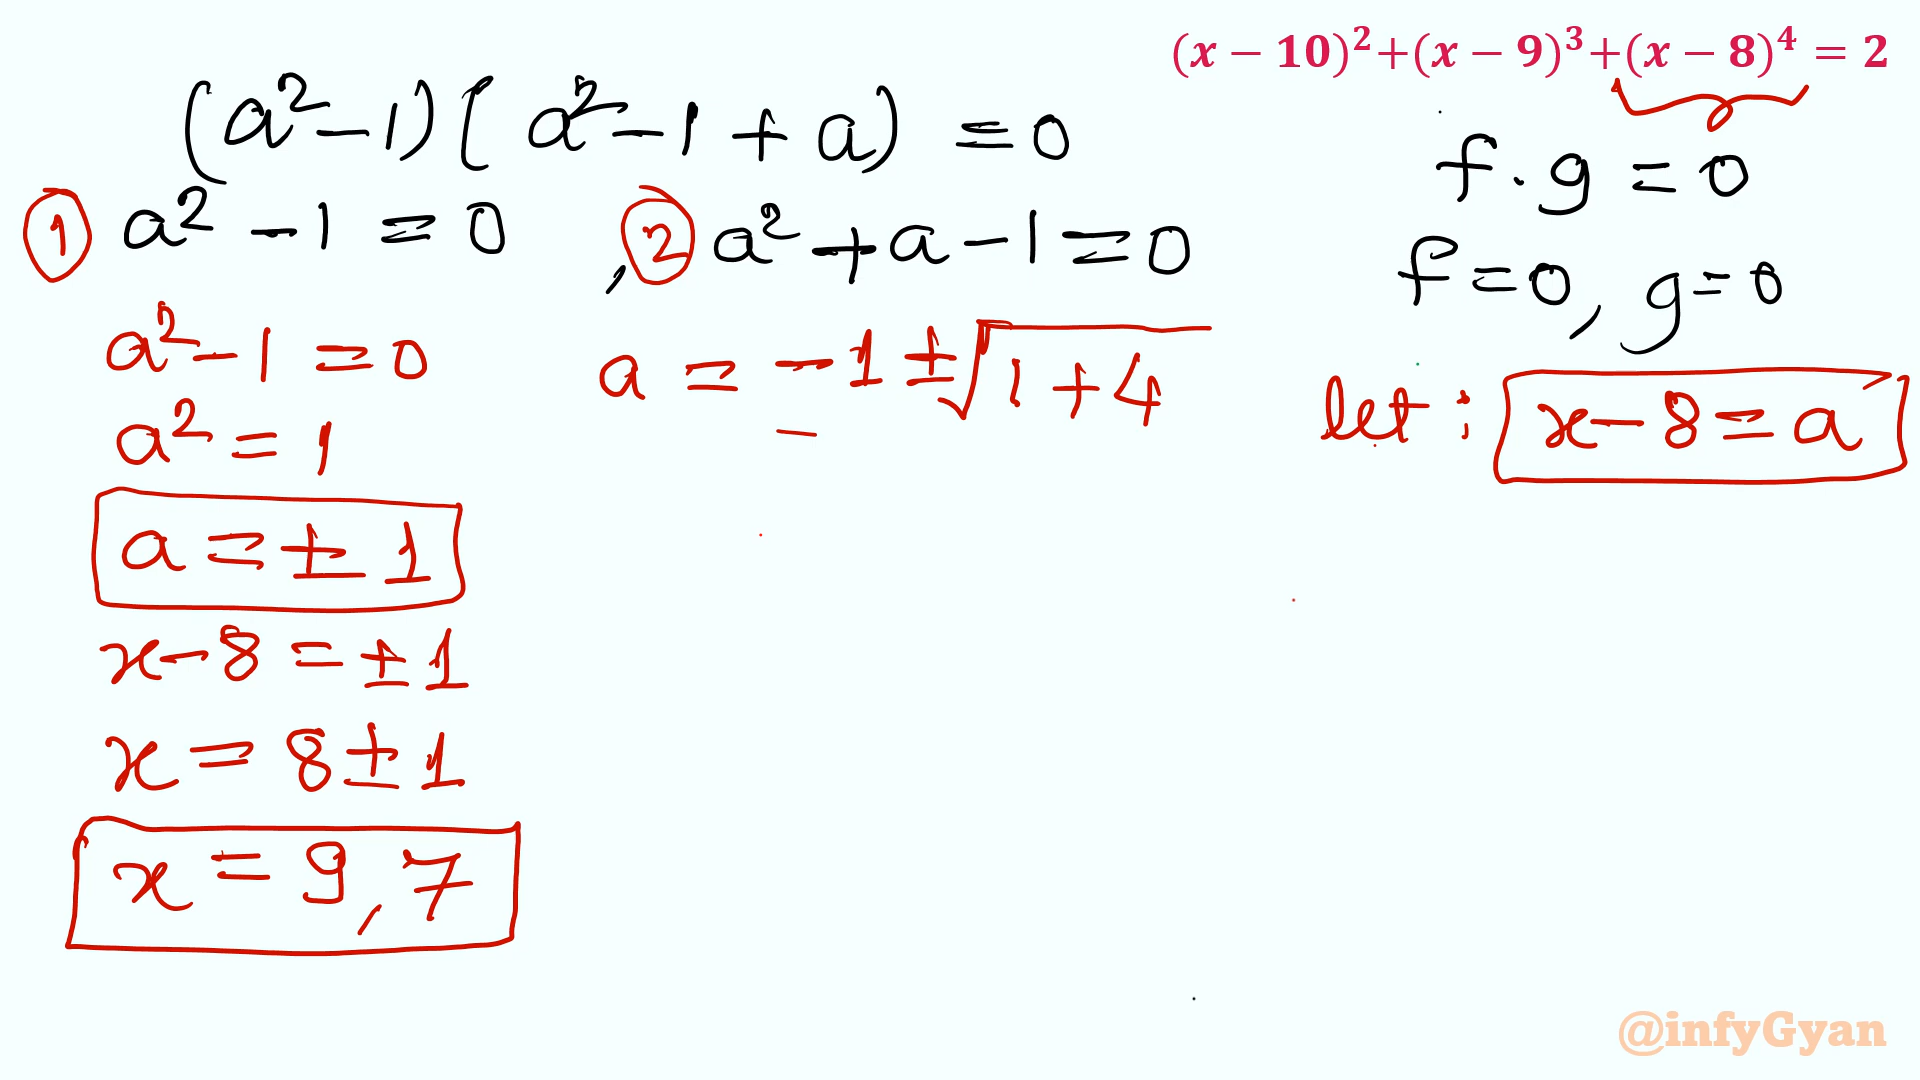 (x − 10)²+(x − 9)³+(x − 8)⁴ = 2
(a² − 1) ( a² − 1 + a) = 0
f . g = 0
① a² − 1 = 0 , ② a² + a − 1 = 0
f = 0 , g = 0
a² − 1 = 0
a = −1 ± √1 + 4
let : x − 8 = a
a² = 1
a = ± 1
x − 8 = ± 1
x = 8 ± 1
x = 9 , 7
@infyGyan